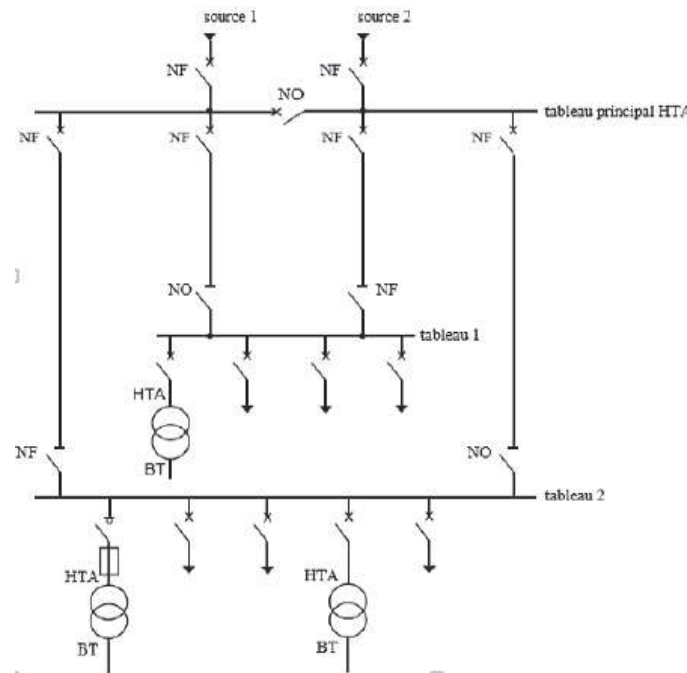 source 1 source 2
NF NF
NO
tableau principal HTA
NF NF NF NF
NO NF
tableau 1
HTA
BT
NF NO
tableau 2
HTA HTA
BT BT